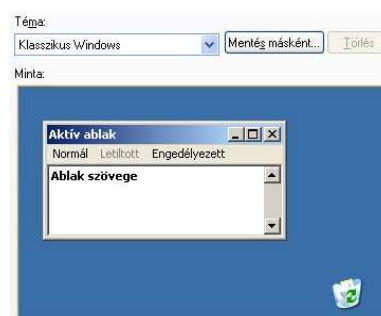 Téma:
Klasszikus Windows Mentés másként... Törlés
Minta:
Aktív ablak
Normál Letiltott Engedélyezett
Ablak szövege